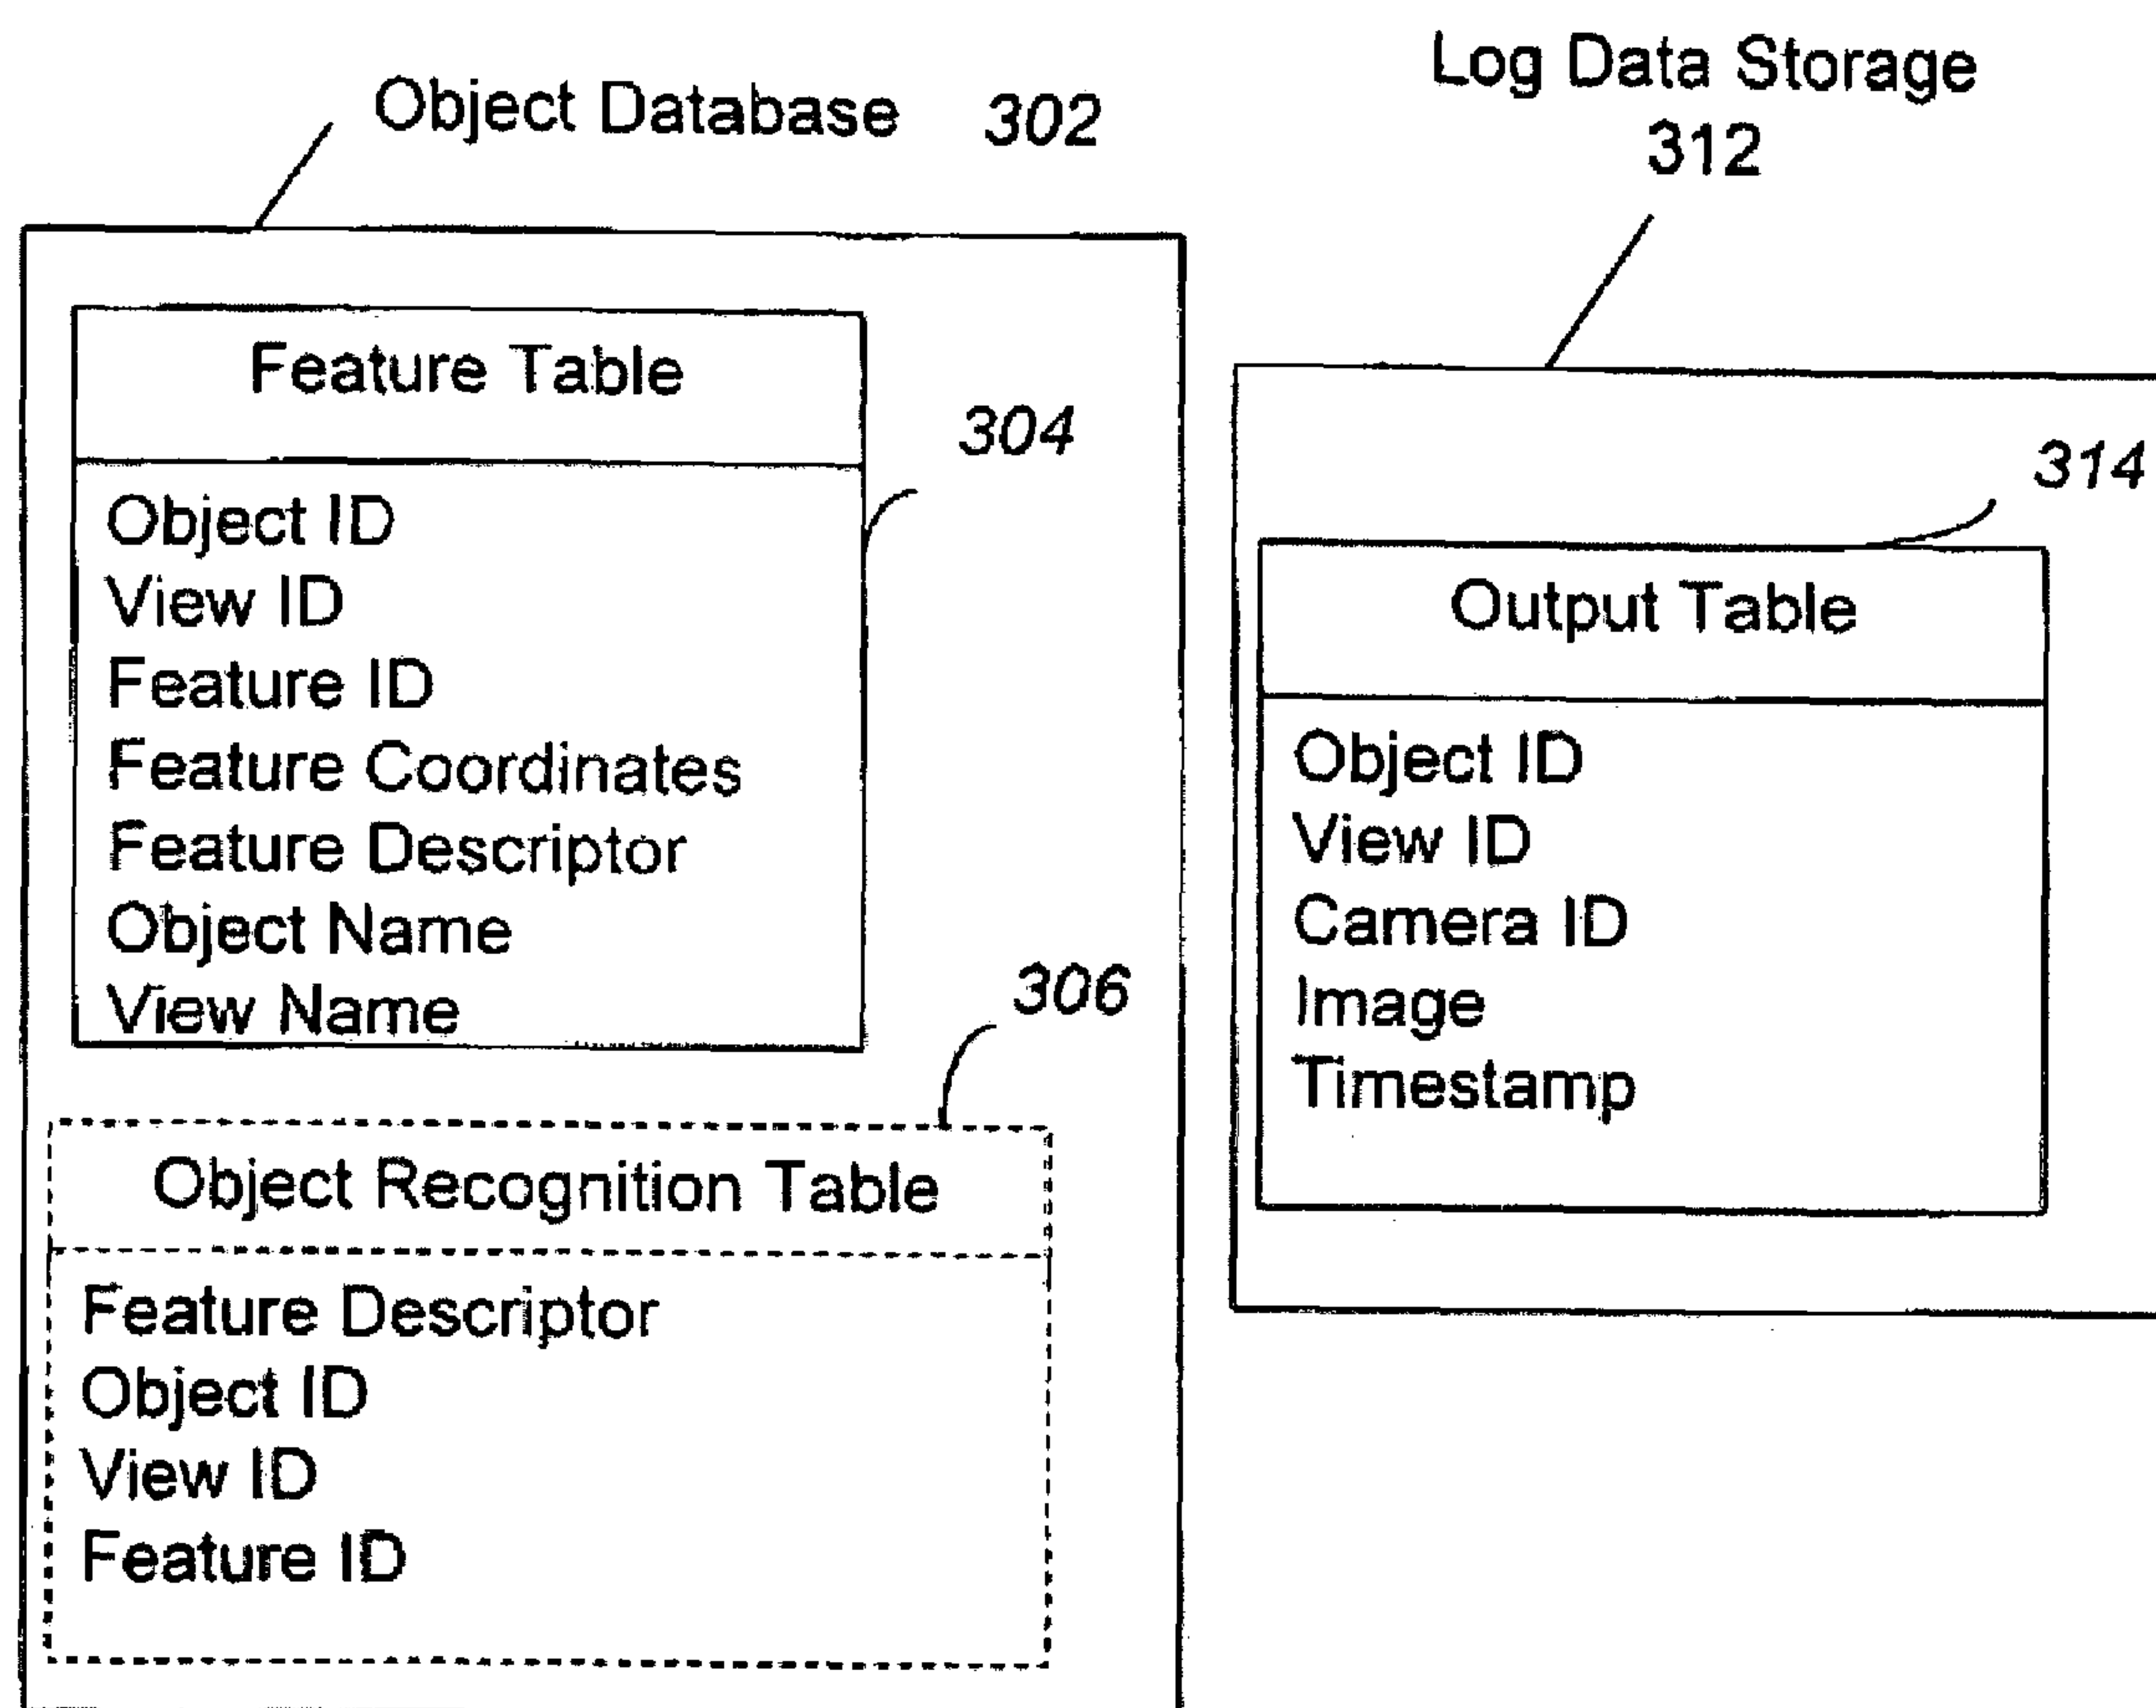 Object Database 302
Feature Table
304
Object ID
View ID
Feature ID
Feature Coordinates
Feature Descriptor
Object Name
View Name
306
Object Recognition Table
Feature Descriptor
Object ID
View ID
Feature ID
Log Data Storage
312
314
Output Table
Object ID
View ID
Camera ID
Image
Timestamp